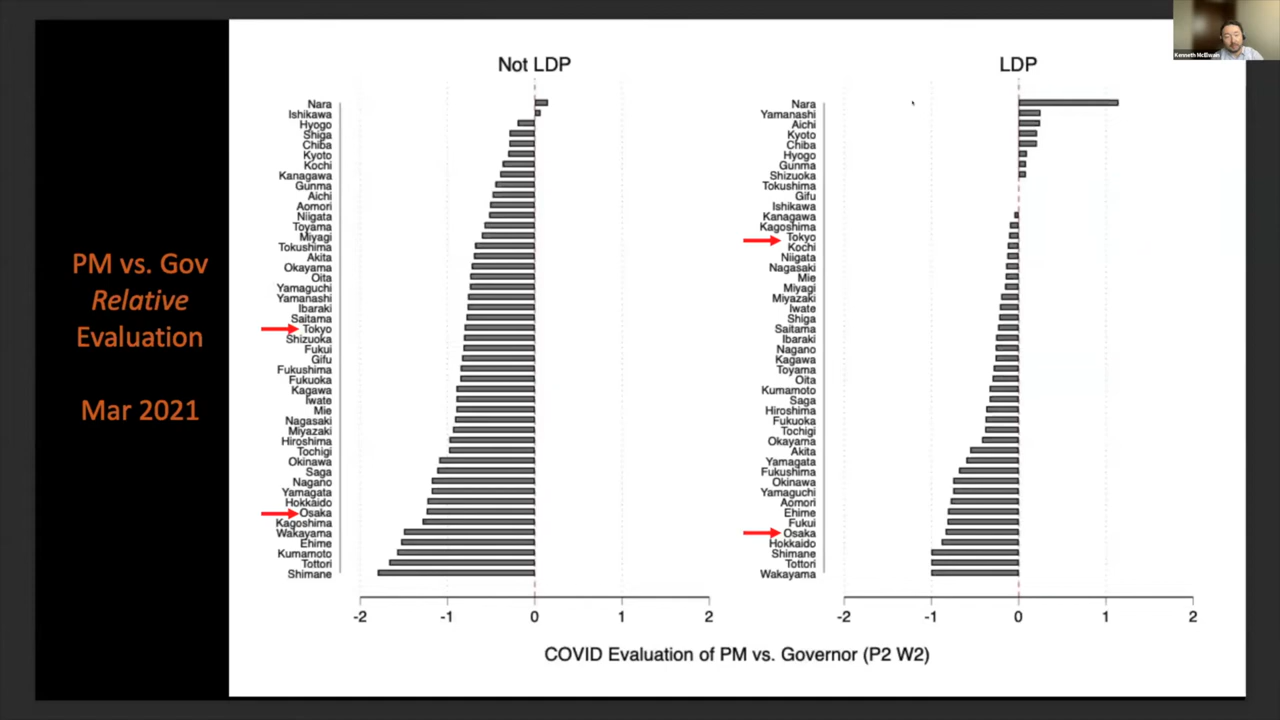 Kenneth McElwain
PM vs. Gov
Relative
Evaluation
Mar 2021
Not LDP
Nara
Ishikawa
Hyogo
Shiga
Chiba
Kyoto
Kochi
Kanagawa
Gunma
Aichi
Aomori
Niigata
Toyama
Miyagi
Tokushima
Akita
Okayama
Oita
Yamaguchi
Yamanashi
Ibaraki
Saitama
Tokyo
Shizuoka
Fukui
Gifu
Fukushima
Fukuoka
Kagawa
Iwate
Mie
Nagasaki
Miyazaki
Hiroshima
Tochigi
Okinawa
Saga
Nagano
Yamagata
Hokkaido
Osaka
Kagoshima
Wakayama
Ehime
Kumamoto
Tottori
Shimane
-2 -1 0 1 2
LDP
Nara
Yamanashi
Aichi
Kyoto
Chiba
Hyogo
Gunma
Shizuoka
Tokushima
Gifu
Ishikawa
Kanagawa
Kagoshima
Tokyo
Kochi
Niigata
Nagasaki
Mie
Miyagi
Miyazaki
Iwate
Shiga
Saitama
Ibaraki
Nagano
Kagawa
Toyama
Oita
Kumamoto
Saga
Hiroshima
Fukuoka
Tochigi
Okayama
Akita
Yamagata
Fukushima
Okinawa
Yamaguchi
Aomori
Ehime
Fukui
Osaka
Hokkaido
Shimane
Tottori
Wakayama
-2 -1 0 1 2
COVID Evaluation of PM vs. Governor (P2 W2)